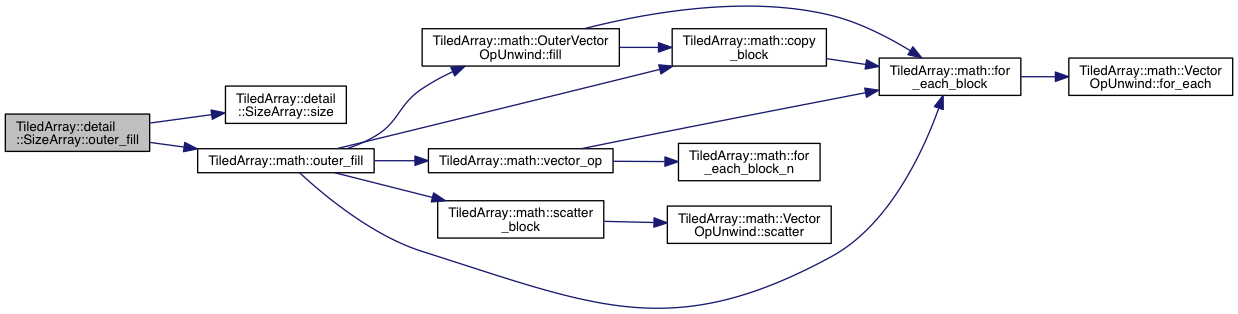 TiledArray::detail
::SizeArray::outer_fill
TiledArray::detail
::SizeArray::size
TiledArray::math::outer_fill
TiledArray::math::OuterVector
OpUnwind::fill
TiledArray::math::vector_op
TiledArray::math::scatter
_block
TiledArray::math::copy
_block
TiledArray::math::for
_each_block_n
TiledArray::math::Vector
OpUnwind::scatter
TiledArray::math::for
_each_block
TiledArray::math::Vector
OpUnwind::for_each